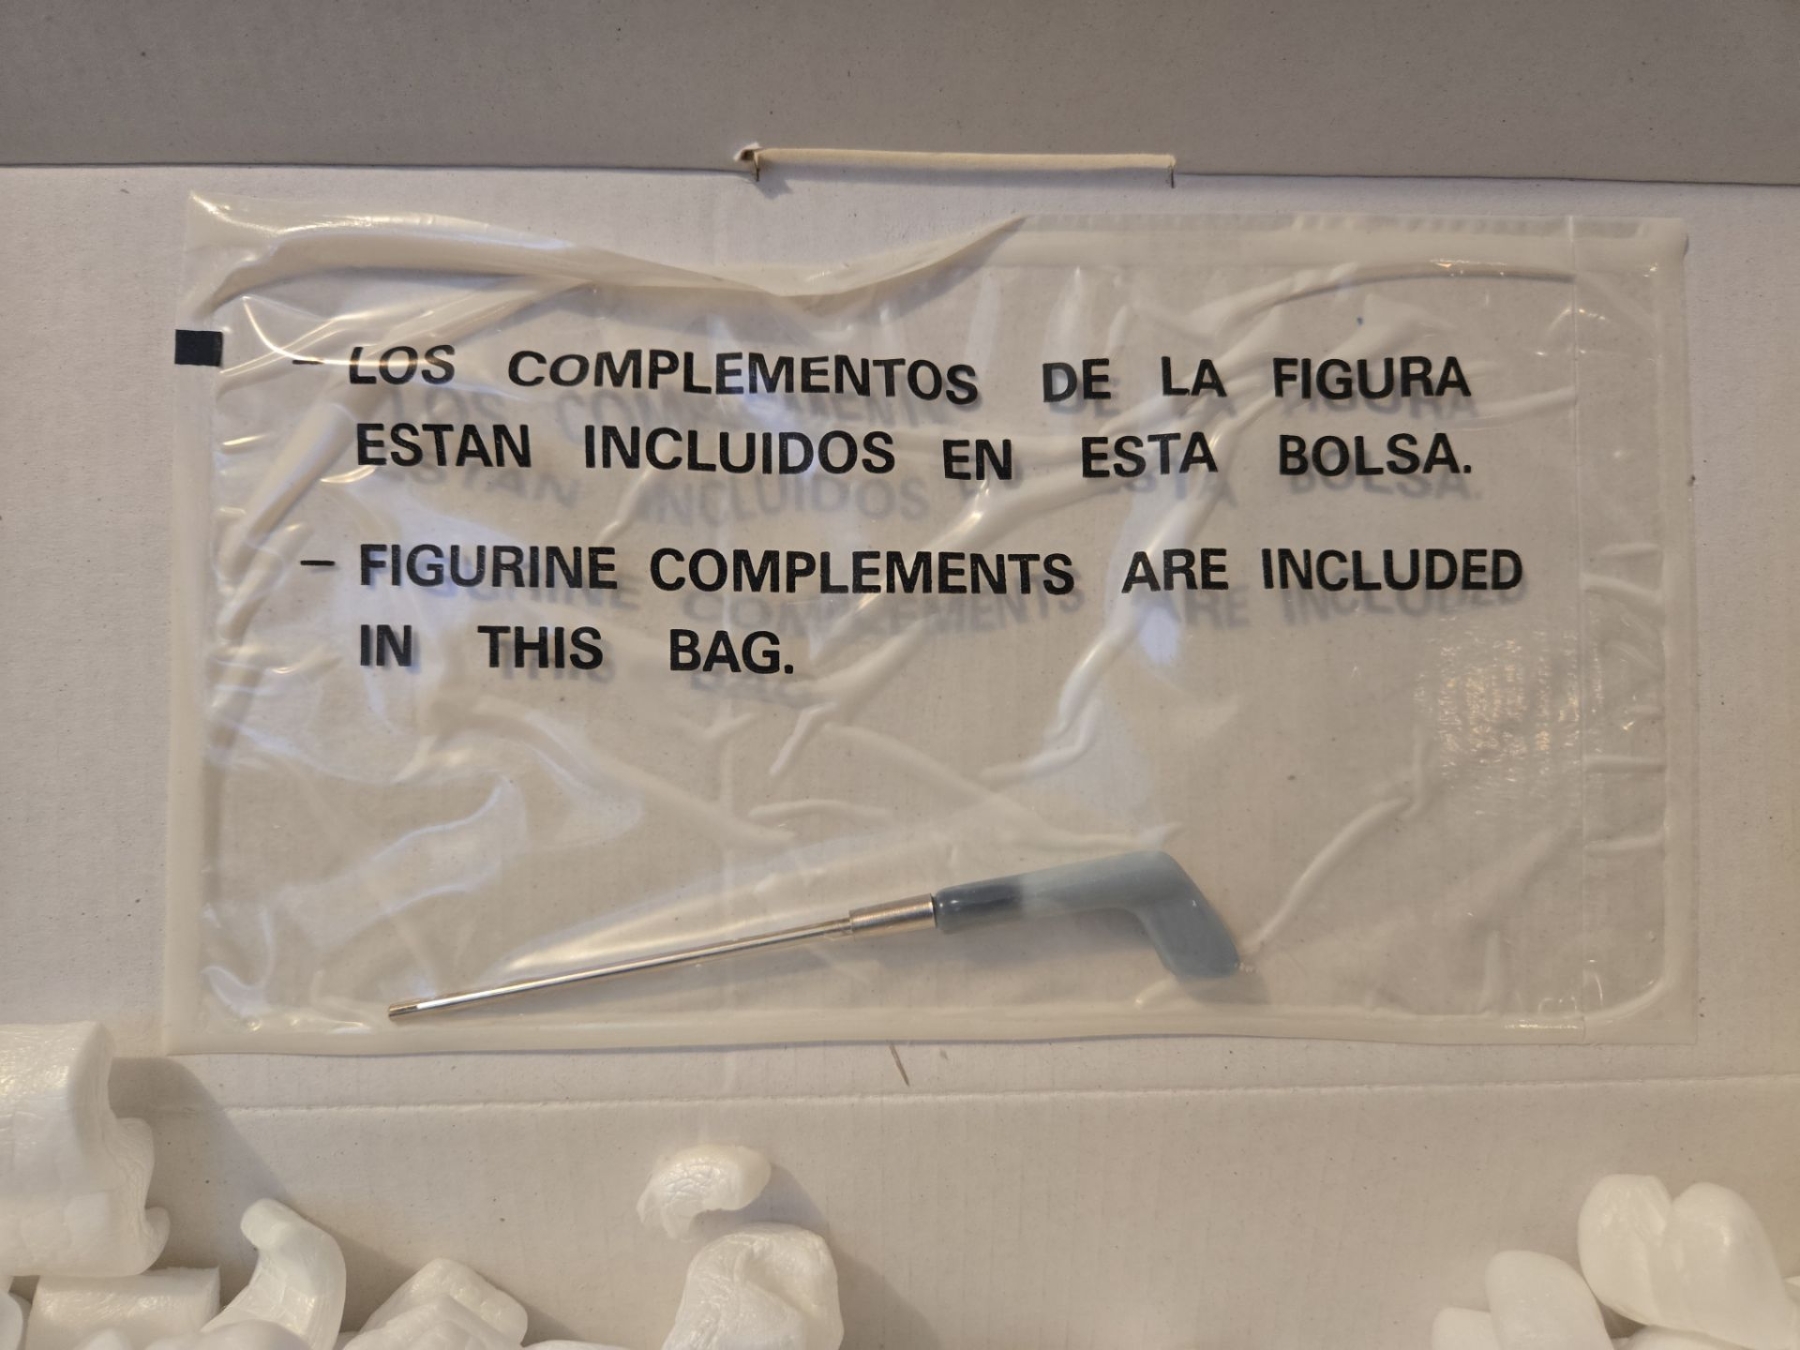 - LOS COMPLEMENTOS DE LA FIGURA
ESTAN INCLUIDOS EN ESTA BOLSA.
- FIGURINE COMPLEMENTS ARE INCLUDED
IN THIS BAG.